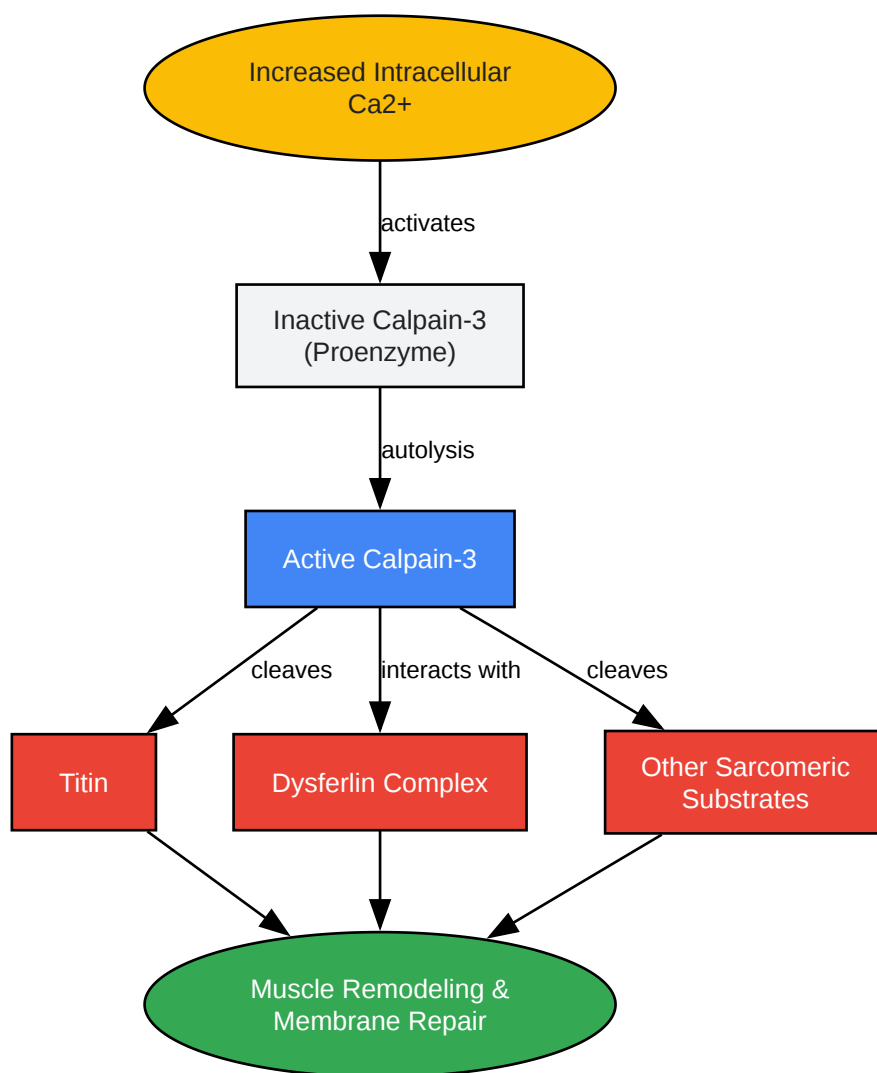 Increased Intracellular
Ca2+
activates
Inactive Calpain-3
(Proenzyme)
autolysis
Active Calpain-3
cleaves
interacts with
cleaves
Titin
Dysferlin Complex
Other Sarcomeric
Substrates
Muscle Remodeling &
Membrane Repair